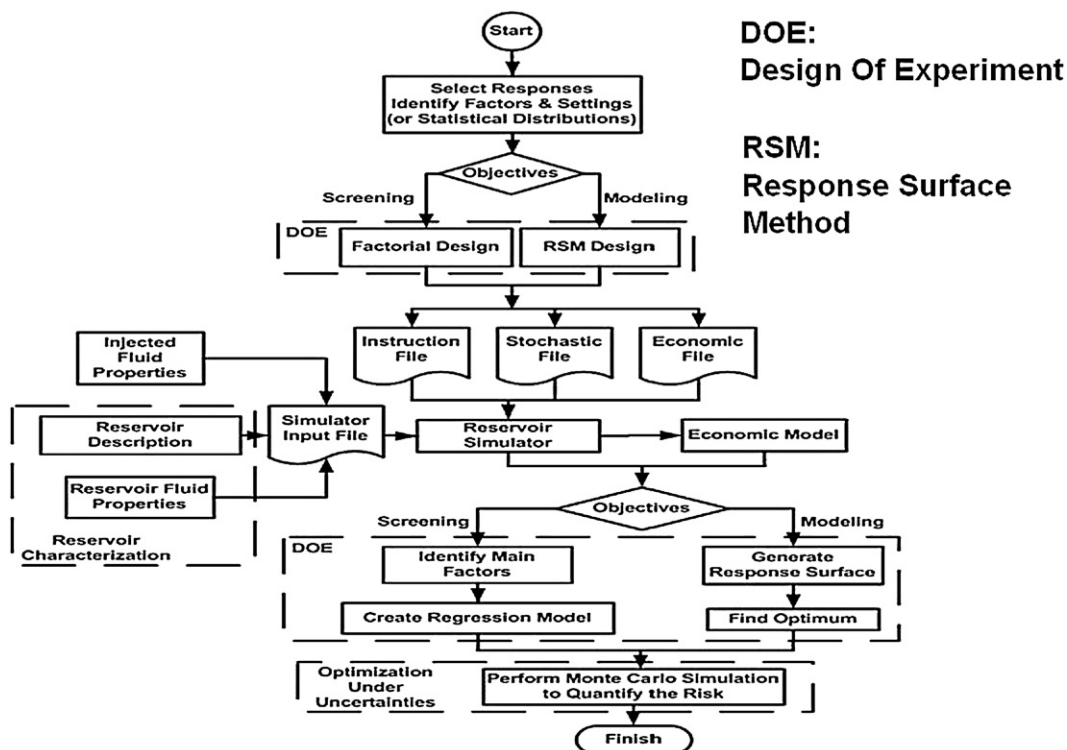 Start
DOE:
Design Of Experiment
Select Responses
Identify Factors & Settings
(or Statistical Distributions)
RSM:
Response Surface
Method
Objectives
Screening
Modeling
DOE
Factorial Design
RSM Design
Injected
Fluid
Properties
Instruction
File
Stochastic
File
Economic
File
Reservoir
Description
Simulator
Input File
Reservoir
Simulator
Economic Model
Reservoir Fluid
Properties
Reservoir
Characterization
Objectives
Screening
Modeling
DOE
Identify Main
Factors
Generate
Response Surface
Create Regression Model
Find Optimum
Optimization
Under
Uncertainties
Perform Monte Carlo Simulation
to Quantify the Risk
Finish